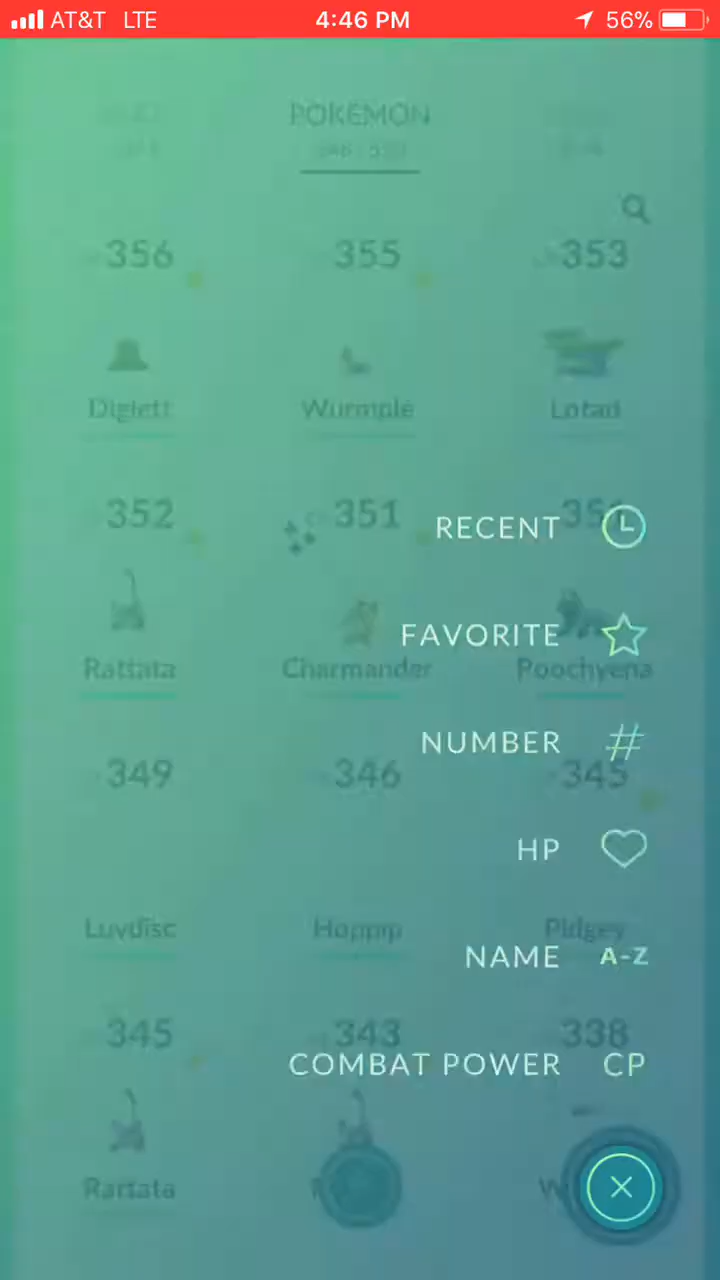 AT&T LTE 4:46 PM 56%
POKEMON
356 355 353
Diglett Wurmple Lotad
352 351
RECENT
FAVORITE
Rattata Charmander Poochyena
NUMBER #
349 346 345
HP
Luvdisc Hoppip Pidgey
NAME A-Z
345 343 338
COMBAT POWER CP
Rattata